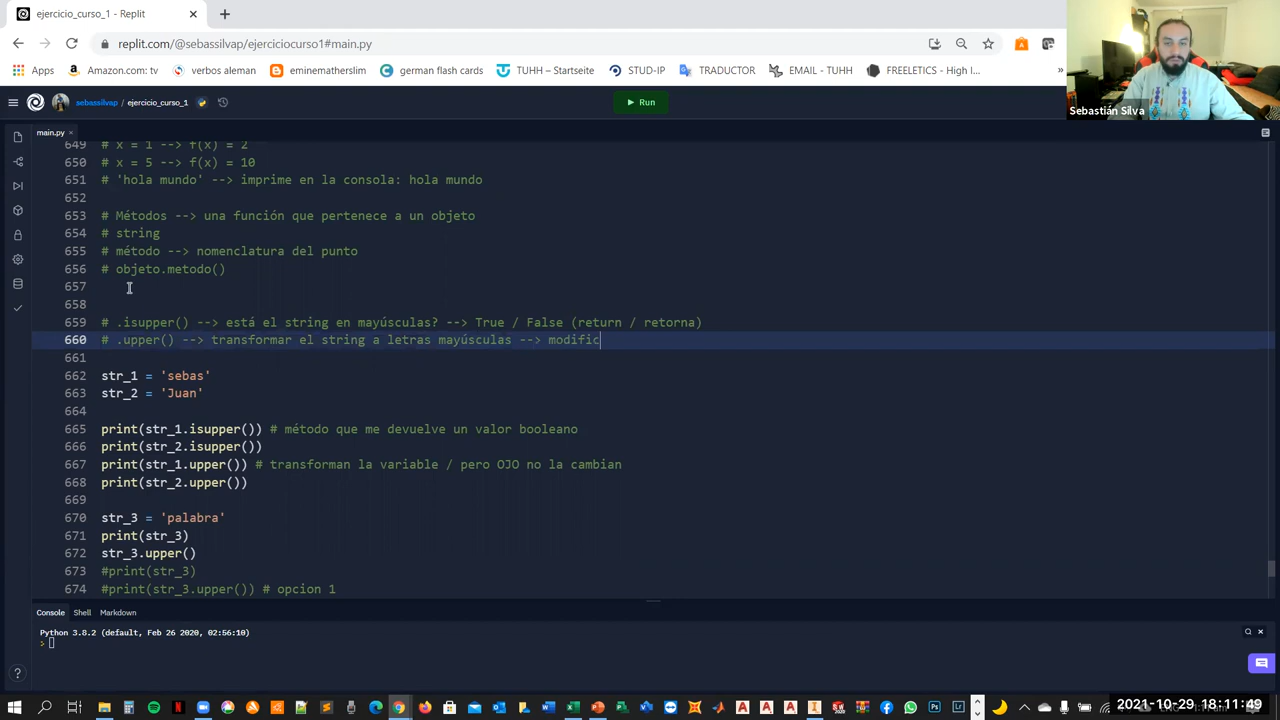 ejercicio_curso_1 - Replit
replit.com/@sebassilvap/ejerciciocurso1#main.py
Apps
Amazon.com: tv
verbos aleman
eminematherslim
german flash cards
TUHH – Startseite
STUD-IP
TRADUCTOR
EMAIL - TUHH
FREELETICS - High I...
»
Sebastián Silva
sebassilvap / ejercicio_curso_1
Run
main.py
649 # x = 1 --> f(x) = 2
650 # x = 5 --> f(x) = 10
651 # 'hola mundo' --> imprime en la consola: hola mundo
652
653 # Métodos --> una función que pertenece a un objeto
654 # string
655 # método --> nomenclatura del punto
656 # objeto.metodo()
657
658
659 # .isupper() --> está el string en mayúsculas? --> True / False (return / retorna)
660 # .upper() --> transformar el string a letras mayúsculas --> modific
661
662 str_1 = 'sebas'
663 str_2 = 'Juan'
664
665 print(str_1.isupper()) # método que me devuelve un valor booleano
666 print(str_2.isupper())
667 print(str_1.upper()) # transforman la variable / pero OJO no la cambian
668 print(str_2.upper())
669
670 str_3 = 'palabra'
671 print(str_3)
672 str_3.upper()
673 #print(str_3)
674 #print(str_3.upper()) # opcion 1
Console
Shell
Markdown
Python 3.8.2 (default, Feb 26 2020, 02:56:10)
>
2021-10-29 18:11:49